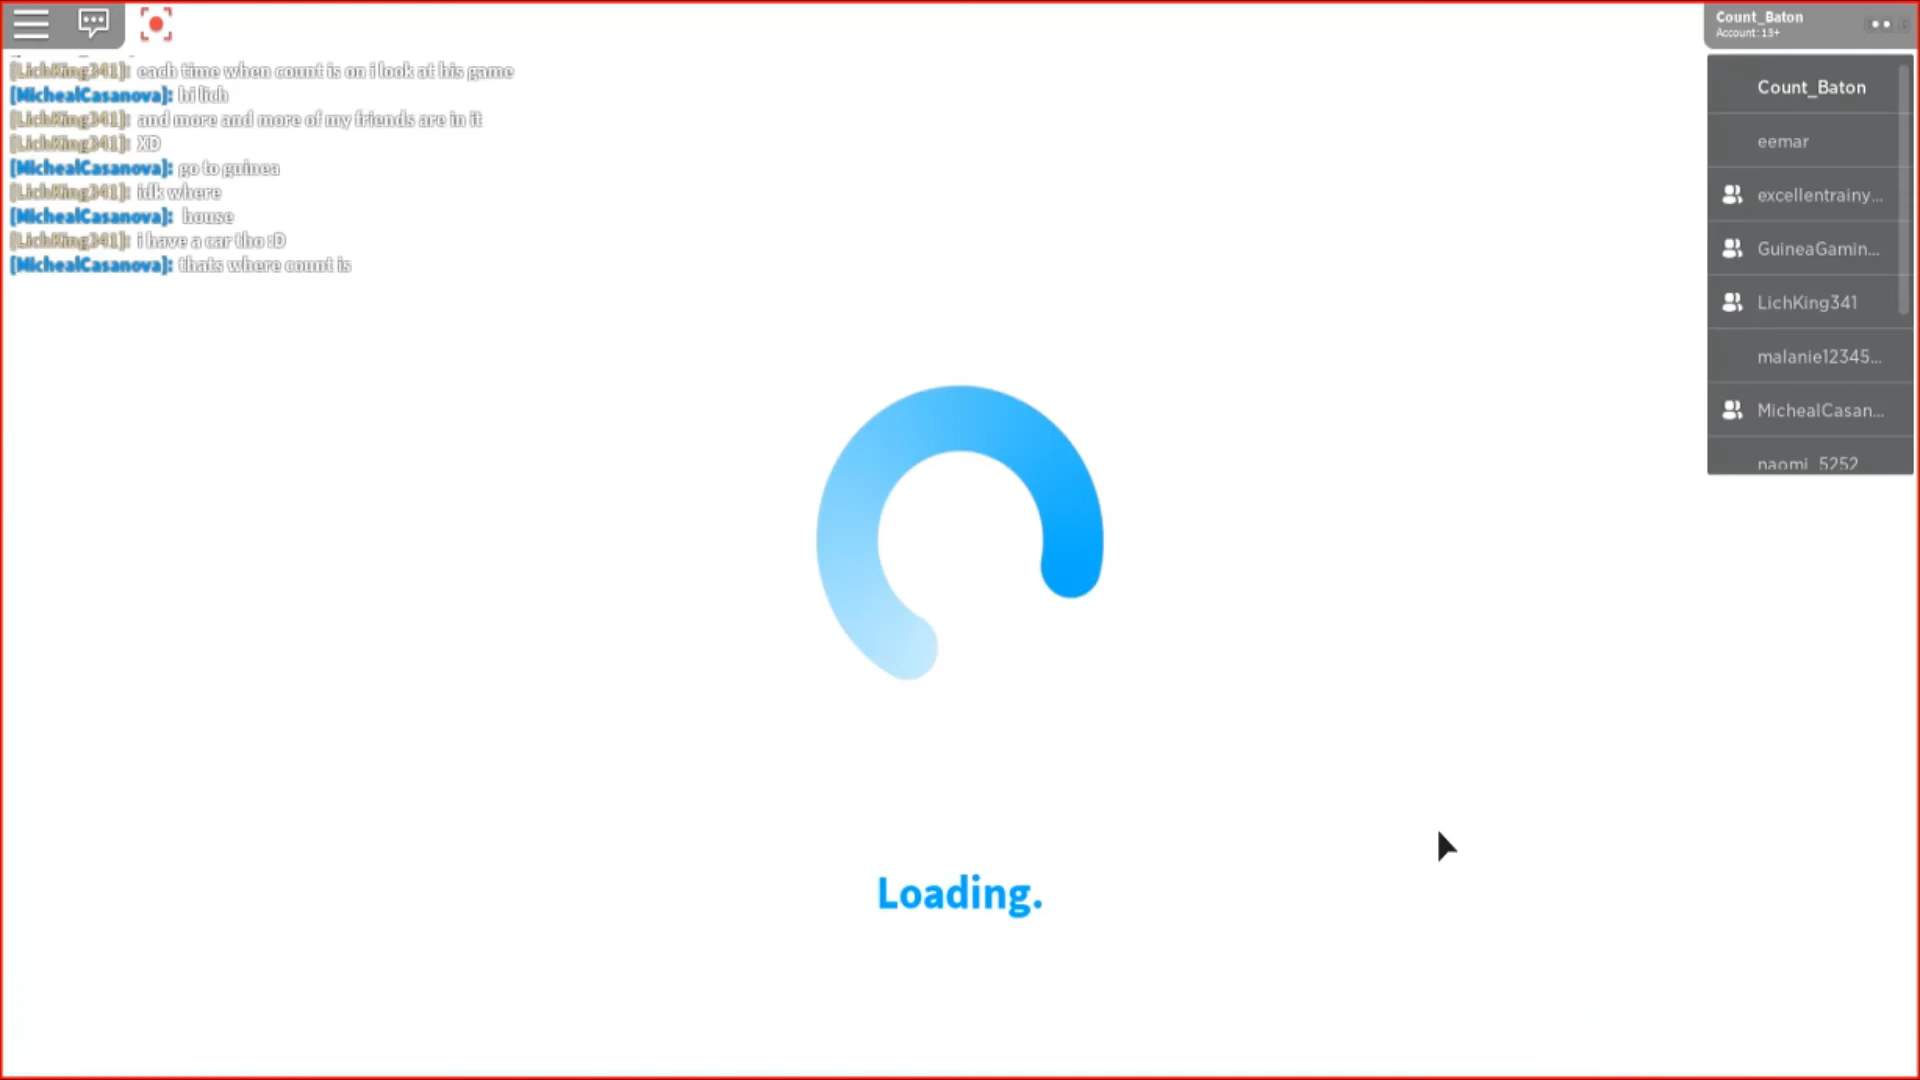 Count_Baton
Account: 13+
[LichKing341]: each time when count is on i look at his game
[MichealCasanova]: hi lich
[LichKing341]: and more and more of my friends are in it
[LichKing341]: XD
[MichealCasanova]: go to guinea
[LichKing341]: idk where
[MichealCasanova]: house
[LichKing341]: i have a car tho :D
[MichealCasanova]: thats where count is
Count_Baton
eemar
excellentrainy...
GuineaGamin...
LichKing341
malanie12345...
MichealCasan...
naomi_5252
Loading.